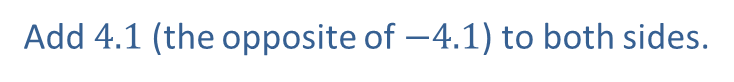 Add 4.1 (the opposite of −4.1) to both sides.